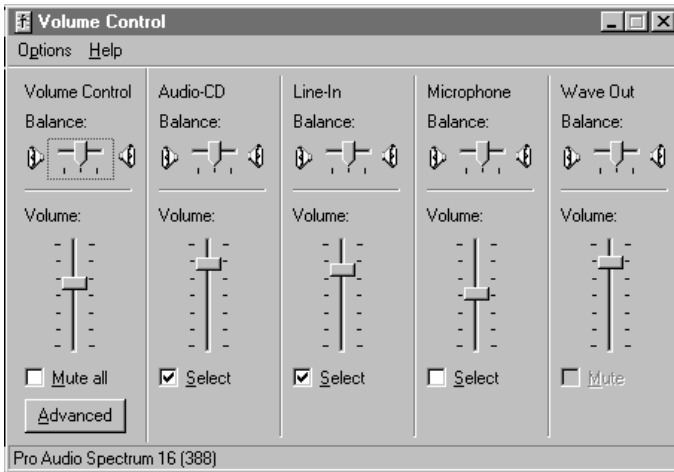 Volume Control
Options Help
Volume Control Audio-CD Line-In Microphone Wave Out
Balance: Balance: Balance: Balance: Balance:
Volume: Volume: Volume: Volume: Volume:
Mute all Select Select Select Mute
Advanced
Pro Audio Spectrum 16 (388)